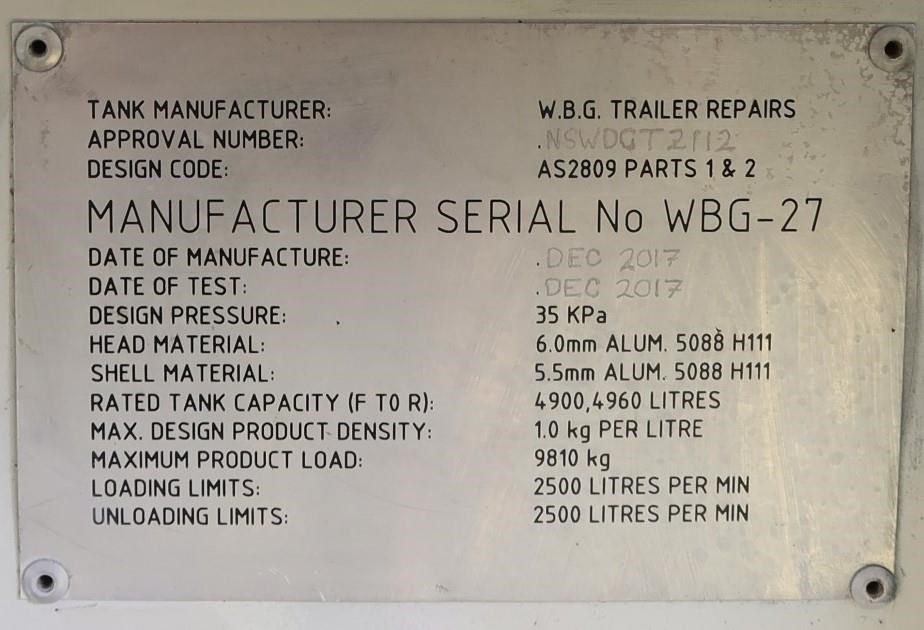 TANK MANUFACTURER: W.B.G. TRAILER REPAIRS
APPROVAL NUMBER: .NSWDGT2112
DESIGN CODE: AS2809 PARTS 1 & 2
MANUFACTURER SERIAL No WBG-27
DATE OF MANUFACTURE: .DEC 2017
DATE OF TEST: .DEC 2017
DESIGN PRESSURE: 35 KPa
HEAD MATERIAL: 6.0mm ALUM. 5088 H111
SHELL MATERIAL: 5.5mm ALUM. 5088 H111
RATED TANK CAPACITY (F TO R): 4900,4960 LITRES
MAX. DESIGN PRODUCT DENSITY: 1.0 kg PER LITRE
MAXIMUM PRODUCT LOAD: 9810 kg
LOADING LIMITS: 2500 LITRES PER MIN
UNLOADING LIMITS: 2500 LITRES PER MIN